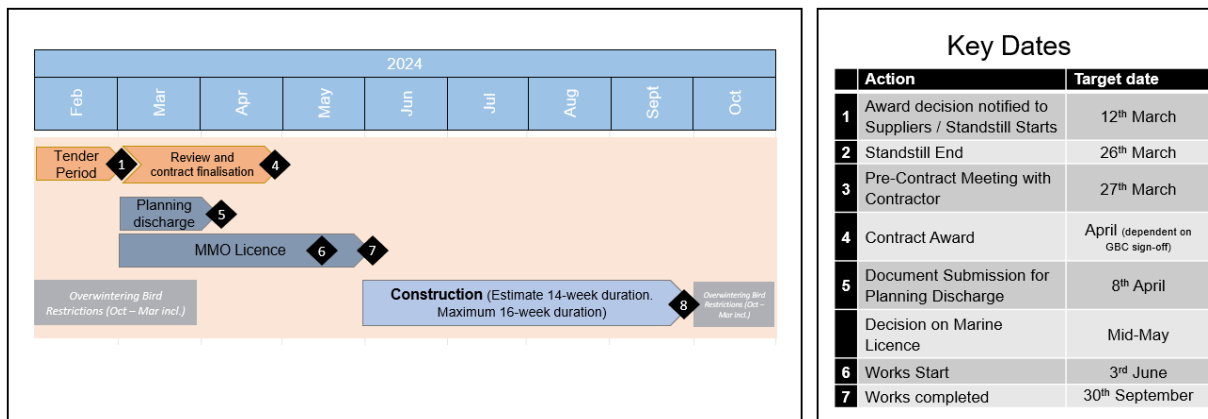 2024
Feb
Mar
Apr
May
Jun
Jul
Aug
Sept
Oct
Tender
Period
1
Review and
contract finalisation
4
Planning
discharge
5
MMO Licence
6
7
Overwintering Bird
Restrictions (Oct – Mar incl.)
Construction (Estimate 14-week duration.
Maximum 16-week duration)
8
Overwintering Bird
Restrictions (Oct –
Mar incl.)
Key Dates
Action Target date
1 Award decision notified to
Suppliers / Standstill Starts 12th March
2 Standstill End 26th March
3 Pre-Contract Meeting with
Contractor 27th March
4 Contract Award April (dependent on
GBC sign-off)
5 Document Submission for
Planning Discharge 8th April
Decision on Marine
Licence Mid-May
6 Works Start 3rd June
7 Works completed 30th September